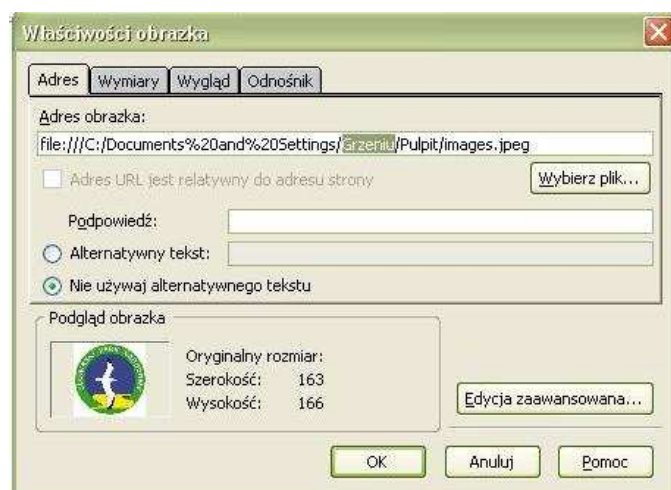 Właściwości obrazka
Adres Wymiary Wygląd Odnośnik
Adres obrazka:
file:///C:/Documents%20and%20Settings/Grzeniu/Pulpit/images.jpeg
Adres URL jest relatywny do adresu strony
Wybierz plik...
Podpowiedź:
Alternatywny tekst:
Nie używaj alternatywnego tekstu
Podgląd obrazka
Oryginalny rozmiar:
Szerokość: 163
Wysokość: 166
Edycja zaawansowana...
OK Anuluj Pomoc